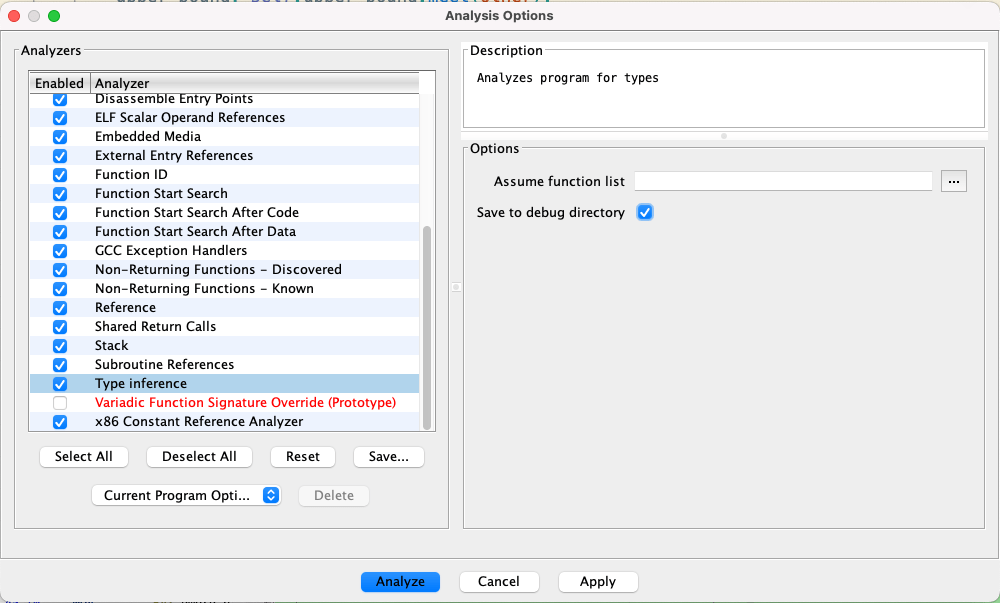 Analysis Options
Analyzers
Enabled Analyzer
Disassemble Entry Points
ELF Scalar Operand References
Embedded Media
External Entry References
Function ID
Function Start Search
Function Start Search After Code
Function Start Search After Data
GCC Exception Handlers
Non-Returning Functions - Discovered
Non-Returning Functions - Known
Reference
Shared Return Calls
Stack
Subroutine References
Type inference
Variadic Function Signature Override (Prototype)
x86 Constant Reference Analyzer
Select All Deselect All Reset Save...
Current Program Opti... Delete
Description
Analyzes program for types
Options
Assume function list ...
Save to debug directory
Analyze Cancel Apply